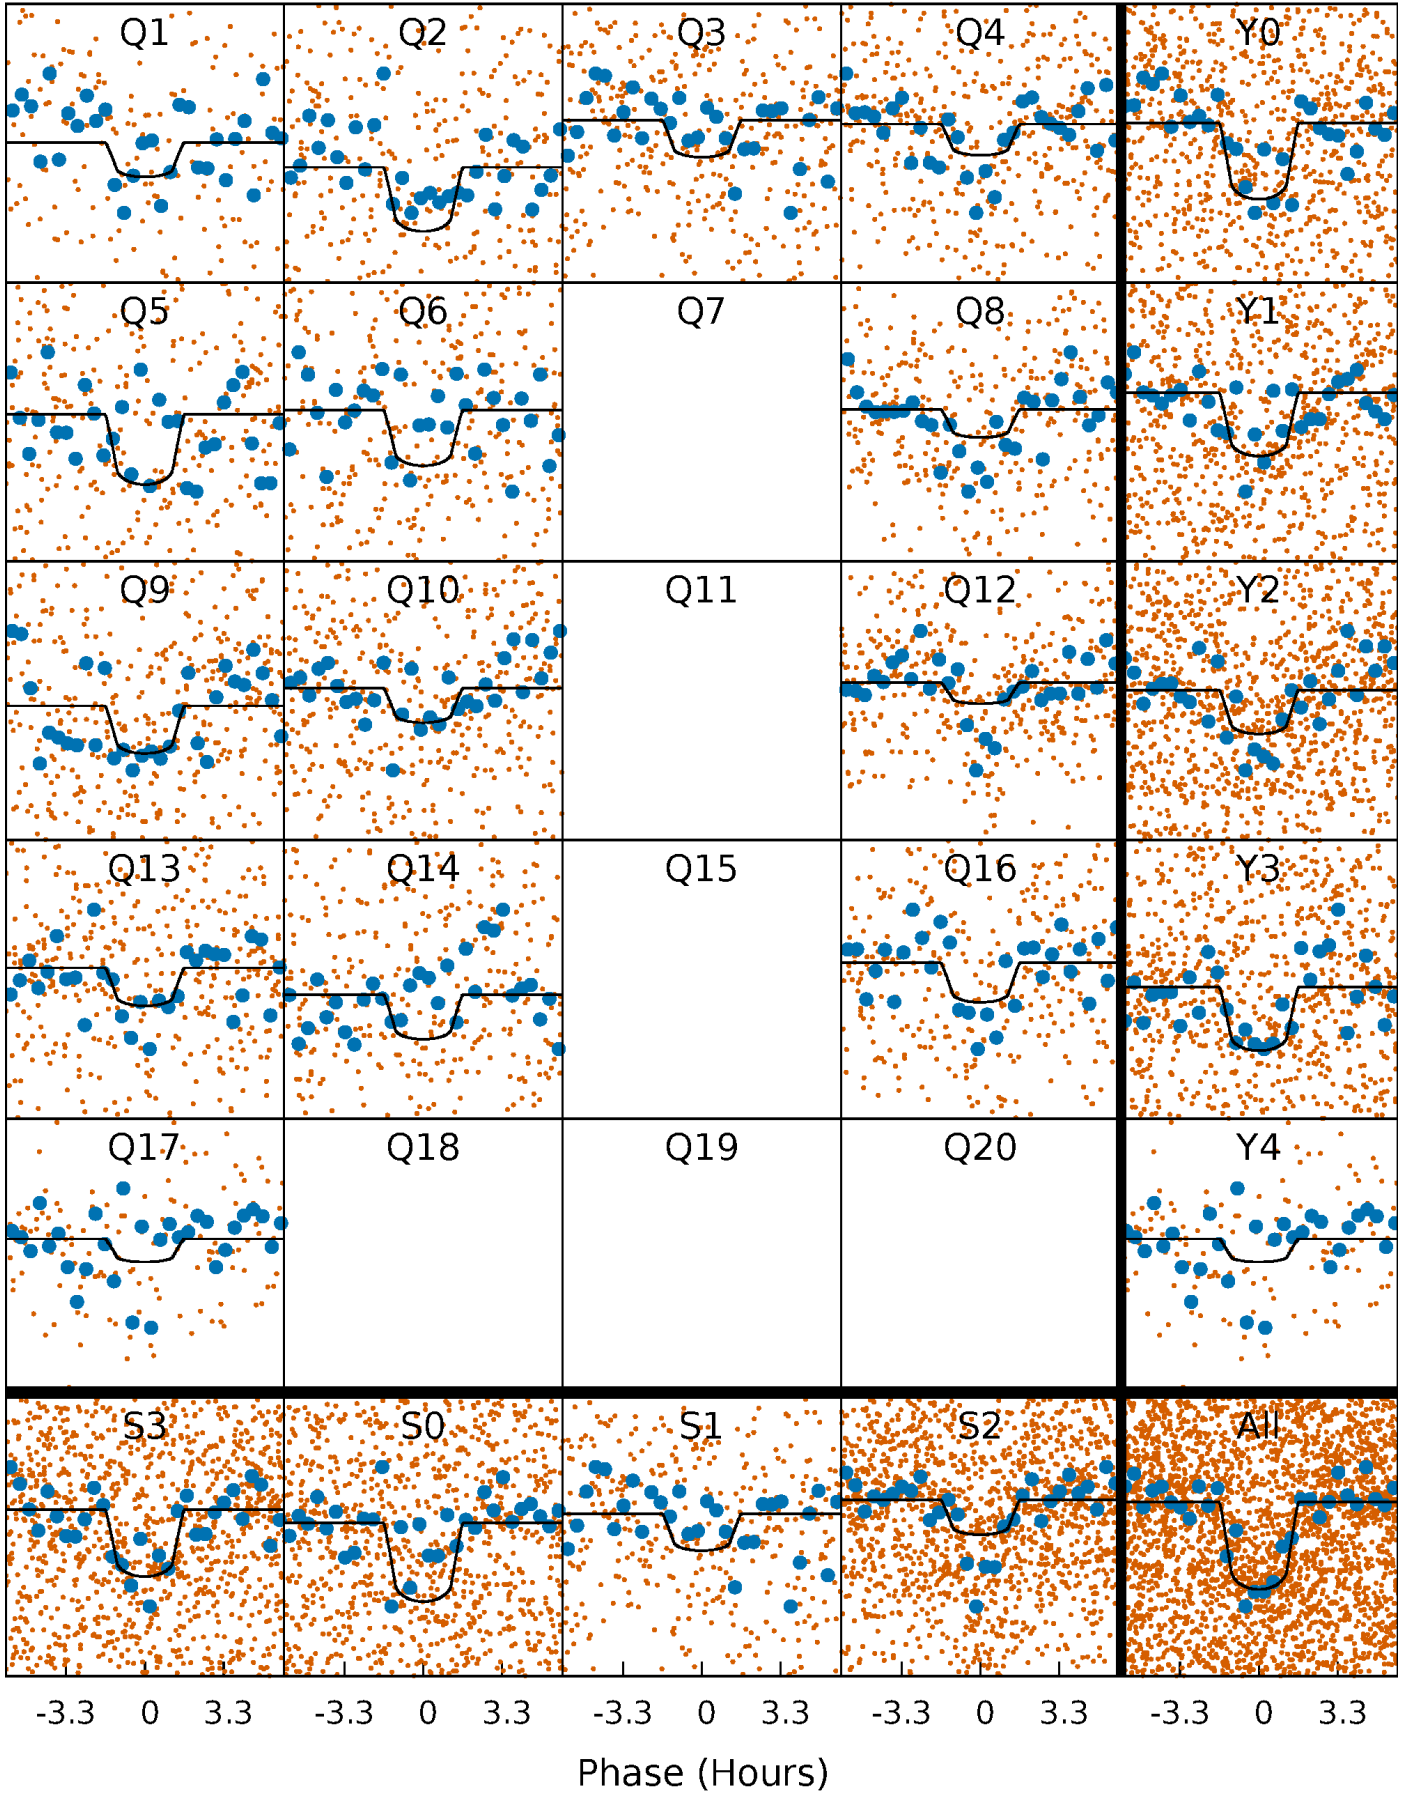 Q1 Q2 Q3 Q4 Y0
Q5 Q6 Q7 Q8 Y1
Q9 Q10 Q11 Q12 Y2
Q13 Q14 Q15 Q16 Y3
Q17 Q18 Q19 Q20 Y4
S3 S0 S1 S2 All
-3.3 0 3.3 -3.3 0 3.3 -3.3 0 3.3 -3.3 0 3.3 -3.3 0 3.3
Phase (Hours)